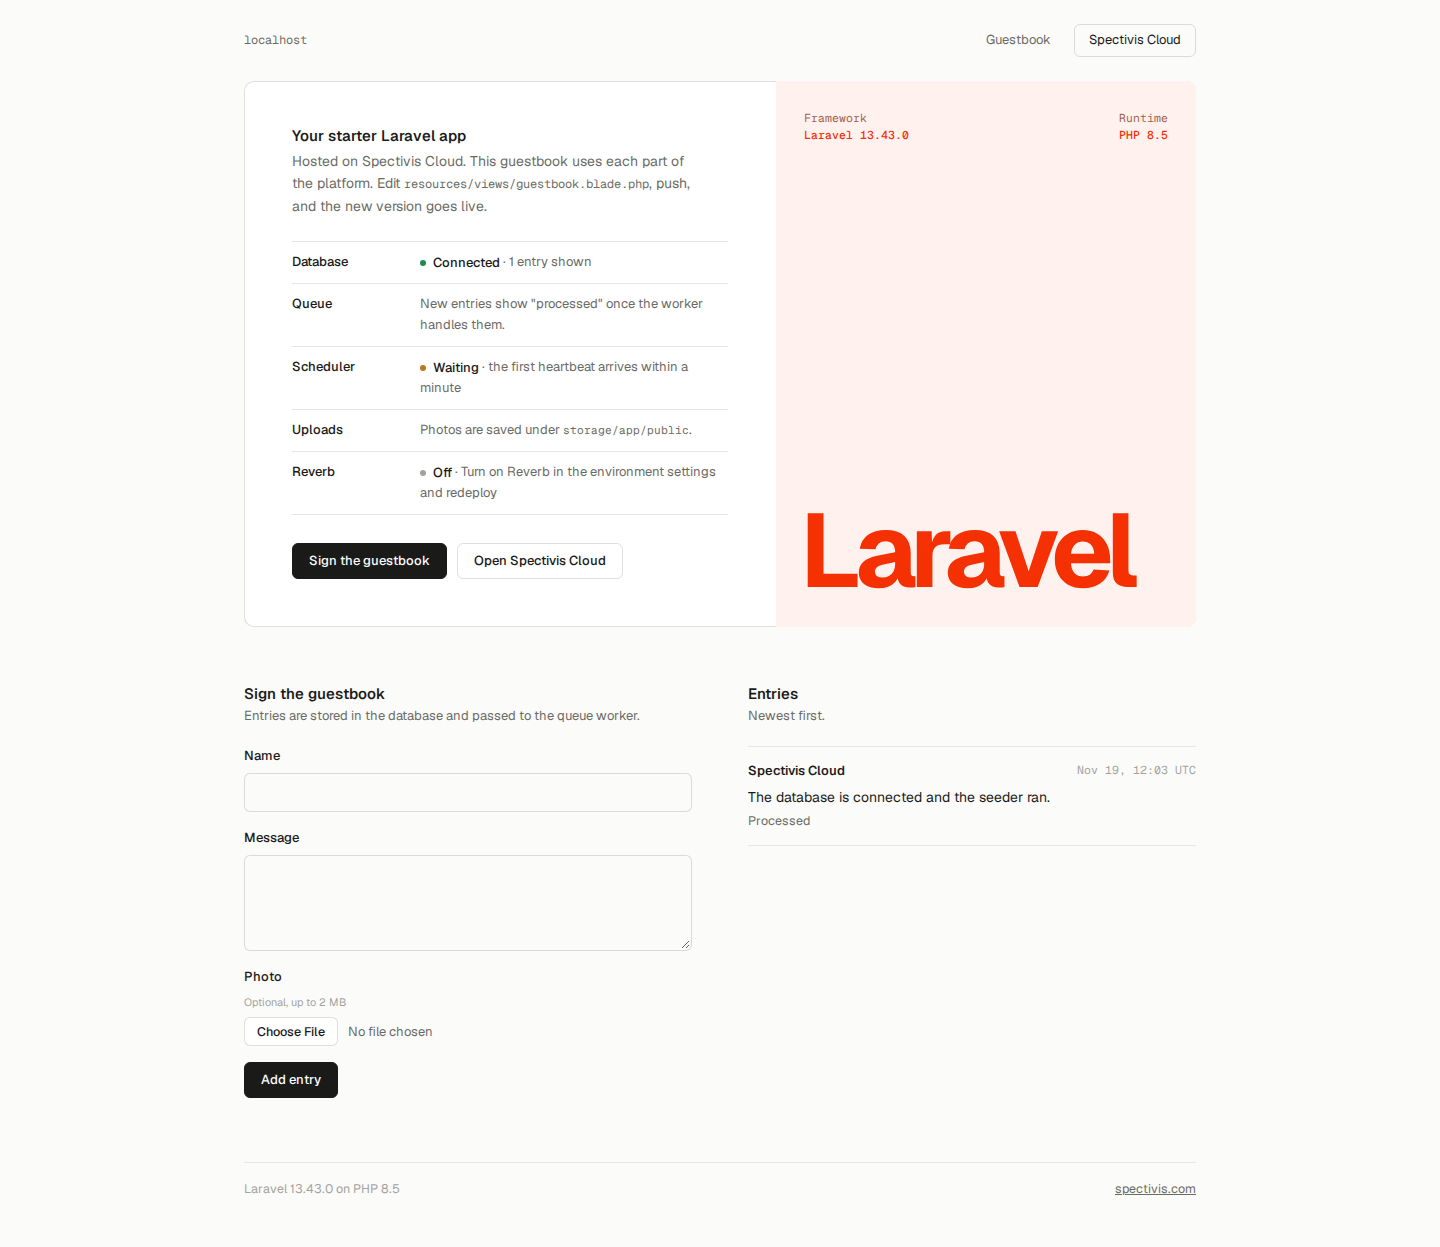 localhost
Guestbook
Spectivis Cloud
Your starter Laravel app
Hosted on Spectivis Cloud. This guestbook uses each part of
the platform. Edit resources/views/guestbook.blade.php, push,
and the new version goes live.
Database
Connected · 1 entry shown
Queue
New entries show "processed" once the worker
handles them.
Scheduler
Waiting · the first heartbeat arrives within a
minute
Uploads
Photos are saved under storage/app/public.
Reverb
Off · Turn on Reverb in the environment settings
and redeploy
Sign the guestbook
Open Spectivis Cloud
Framework
Laravel 13.43.0
Runtime
PHP 8.5
Laravel
Sign the guestbook
Entries are stored in the database and passed to the queue worker.
Name
Message
Photo
Optional, up to 2 MB
Choose File
No file chosen
Add entry
Entries
Newest first.
Spectivis Cloud
Nov 19, 12:03 UTC
The database is connected and the seeder ran.
Processed
Laravel 13.43.0 on PHP 8.5
spectivis.com